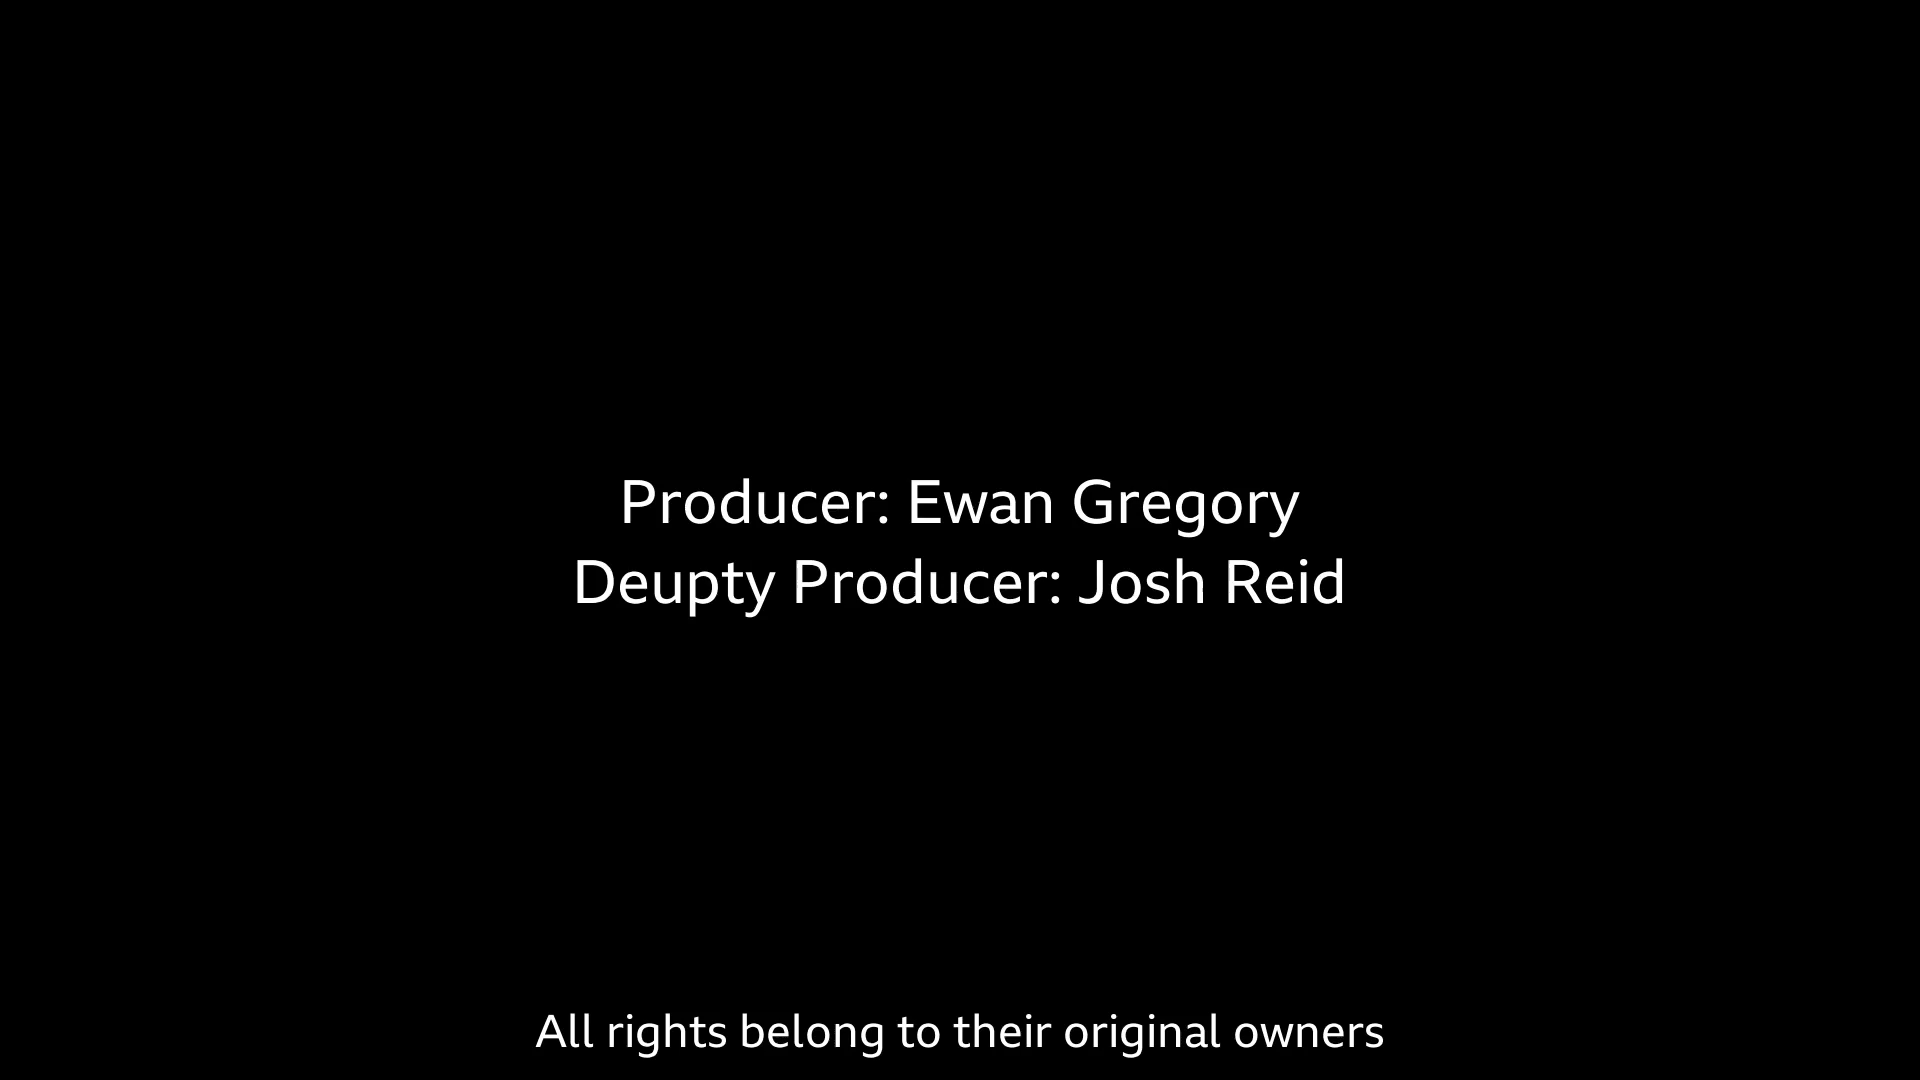 Producer: Ewan Gregory
Deupty Producer: Josh Reid
All rights belong to their original owners